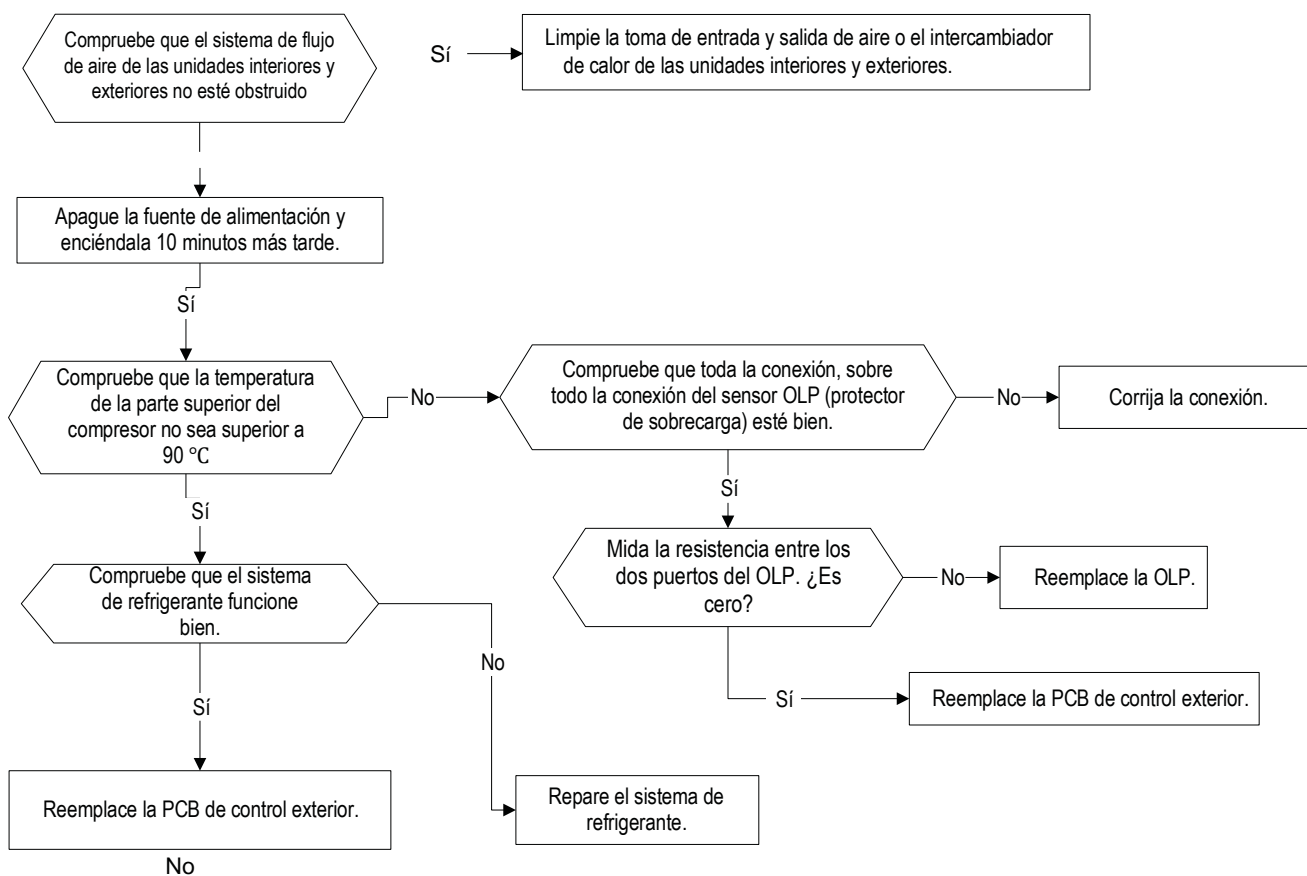 Compruebe que el sistema de flujo
de aire de las unidades interiores y
exteriores no esté obstruido
Sí
Limpie la toma de entrada y salida de aire o el intercambiador
de calor de las unidades interiores y exteriores.
Apague la fuente de alimentación y
enciéndala 10 minutos más tarde.
Sí
Compruebe que la temperatura
de la parte superior del
compresor no sea superior a
90 °C
No
Compruebe que toda la conexión, sobre
todo la conexión del sensor OLP (protector
de sobrecarga) esté bien.
No
Corrija la conexión.
Sí
Sí
Mida la resistencia entre los
dos puertos del OLP. ¿Es
cero?
No
Reemplace la OLP.
Compruebe que el sistema
de refrigerante funcione
bien.
No
Sí
Sí
Reemplace la PCB de control exterior.
Reemplace la PCB de control exterior.
Repare el sistema de
refrigerante.
No